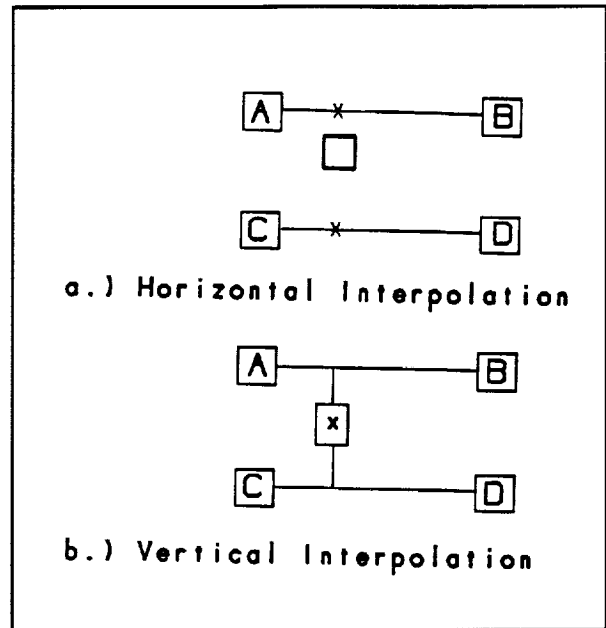 A x B
C x D
a.) Horizontal Interpolation
A B
x
C D
b.) Vertical Interpolation